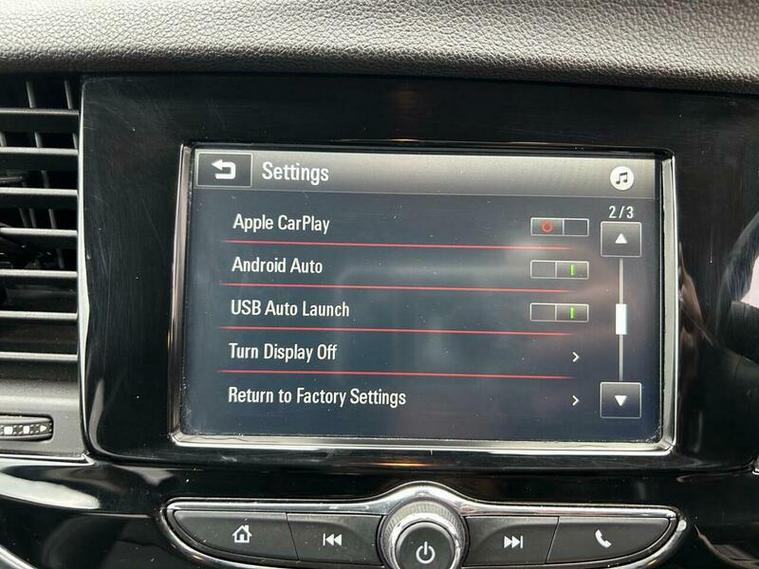 Settings
2/3
Apple CarPlay
Android Auto
USB Auto Launch
Turn Display Off
Return to Factory Settings